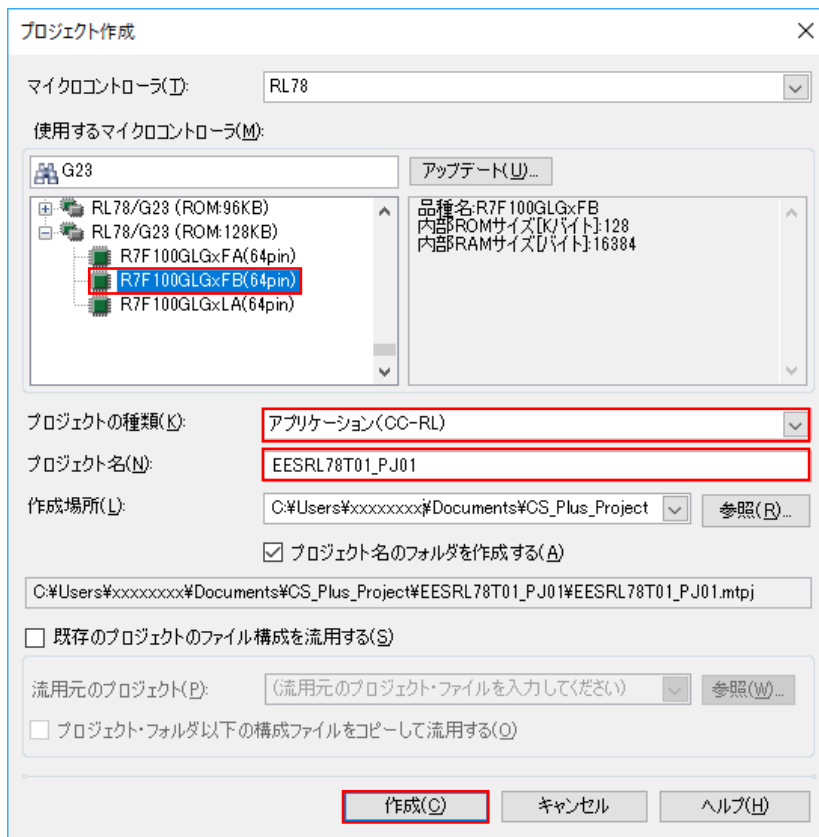 プロジェクト作成
マイクロコントローラ(T):
RL78
使用するマイクロコントローラ(M):
G23
アップデート(U)...
RL78/G23 (ROM:96KB)
RL78/G23 (ROM:128KB)
R7F100GLGxFA(64pin)
R7F100GLGxFB(64pin)
R7F100GLGxLA(64pin)
品種名:R7F100GLGxFB
内部ROMサイズ[Kバイト]:128
内部RAMサイズ[バイト]:16384
プロジェクトの種類(K):
アプリケーション(CC-RL)
プロジェクト名(N):
EESRL78T01_PJ01
作成場所(L):
C:¥Users¥xxxxxxxx¥Documents¥CS_Plus_Project
参照(R)...
プロジェクト名のフォルダを作成する(A)
C:¥Users¥xxxxxxxx¥Documents¥CS_Plus_Project¥EESRL78T01_PJ01¥EESRL78T01_PJ01.mtpj
既存のプロジェクトのファイル構成を流用する(S)
流用元のプロジェクト(P):
(流用元のプロジェクト・ファイルを入力してください)
参照(W)...
プロジェクト・フォルダ以下の構成ファイルをコピーして流用する(O)
作成(C)
キャンセル
ヘルプ(H)